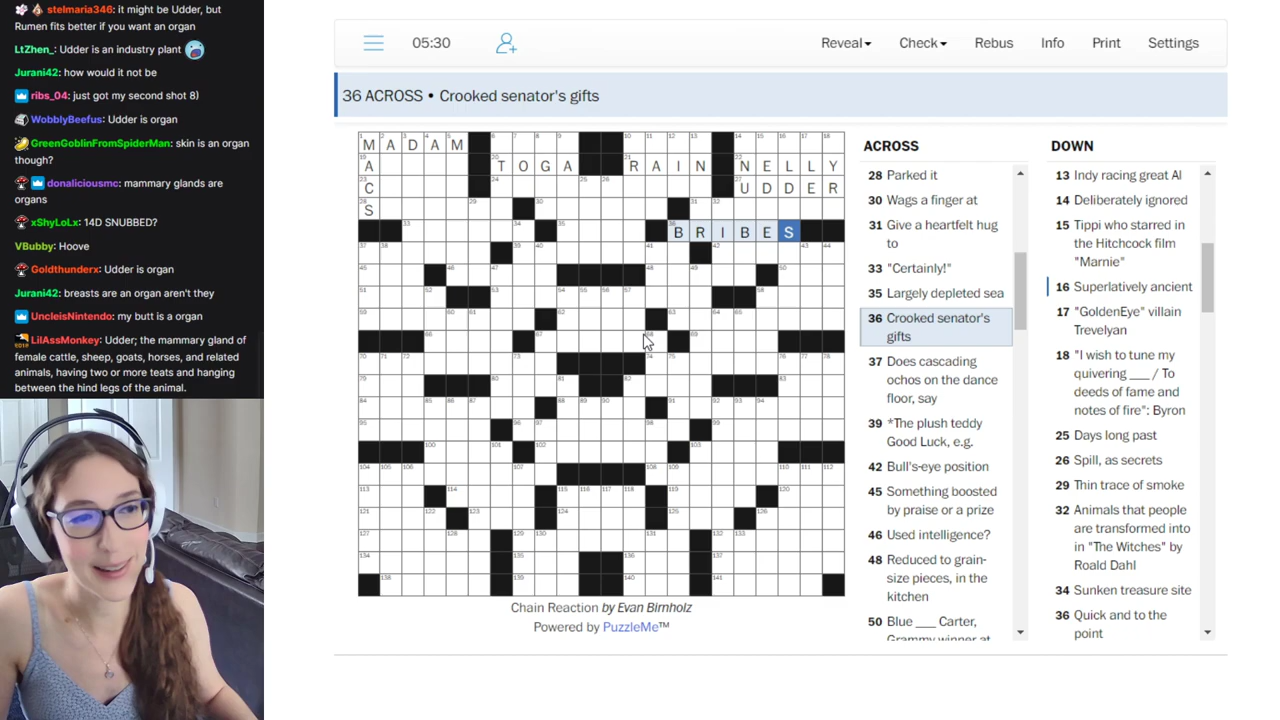 stelmaria346: it might be Udder, but
Rumen fits better if you want an organ
LtZhen_: Udder is an industry plant
Jurani42: how would it not be
ribs_04: just got my second shot 8)
WobblyBeefus: Udder is organ
GreenGoblinFromSpiderMan: skin is an organ
though?
donaliciousmc: mammary glands are
organs
xShyLoLx: 14D SNUBBED?
VBubby: Hoove
Goldthunderx: Udder is organ
Jurani42: breasts are an organ aren't they
UncleisNintendo: my butt is a organ
LilAssMonkey: Udder; the mammary gland of
female cattle, sheep, goats, horses, and related
animals, having two or more teats and hanging
between the hind legs of the animal.
05:30
Reveal
Check
Rebus
Info
Print
Settings
36 ACROSS • Crooked senator's gifts
MADAM
A TOGA RAIN NELLY
C UDDER
S
BRIBES
Chain Reaction by Evan Birnholz
Powered by PuzzleMe™
ACROSS
28 Parked it
30 Wags a finger at
31 Give a heartfelt hug
to
33 "Certainly!"
35 Largely depleted sea
36 Crooked senator's
gifts
37 Does cascading
ochos on the dance
floor, say
39 *The plush teddy
Good Luck, e.g.
42 Bull's-eye position
45 Something boosted
by praise or a prize
46 Used intelligence?
48 Reduced to grain-
size pieces, in the
kitchen
50 Blue ___ Carter,
Grammy winner at
DOWN
13 Indy racing great Al
14 Deliberately ignored
15 Tippi who starred in
the Hitchcock film
"Marnie"
16 Superlatively ancient
17 "GoldenEye" villain
Trevelyan
18 "I wish to tune my
quivering ___ / To
deeds of fame and
notes of fire": Byron
25 Days long past
26 Spill, as secrets
29 Thin trace of smoke
32 Animals that people
are transformed into
in "The Witches" by
Roald Dahl
34 Sunken treasure site
36 Quick and to the
point